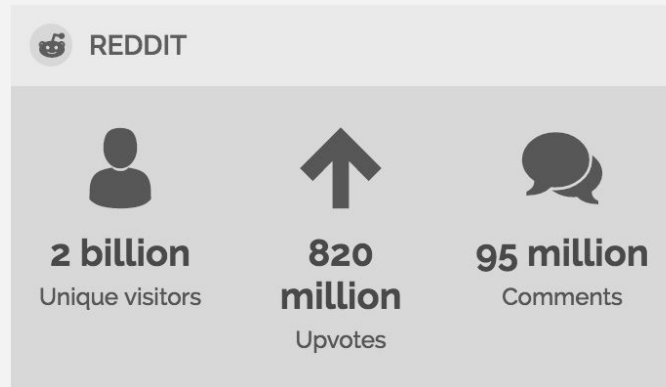 REDDIT
2 billion
Unique visitors
820
million
Upvotes
95 million
Comments